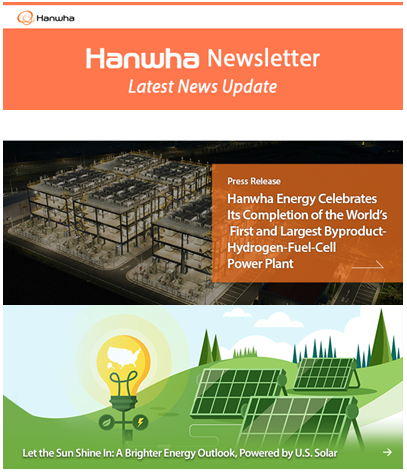 Hanwha
Hanwha Newsletter
Latest News Update
Press Release
Hanwha Energy Celebrates
Its Completion of the World's
First and Largest Byproduct-
Hydrogen-Fuel-Cell
Power Plant
Let the Sun Shine In: A Brighter Energy Outlook, Powered by U.S. Solar